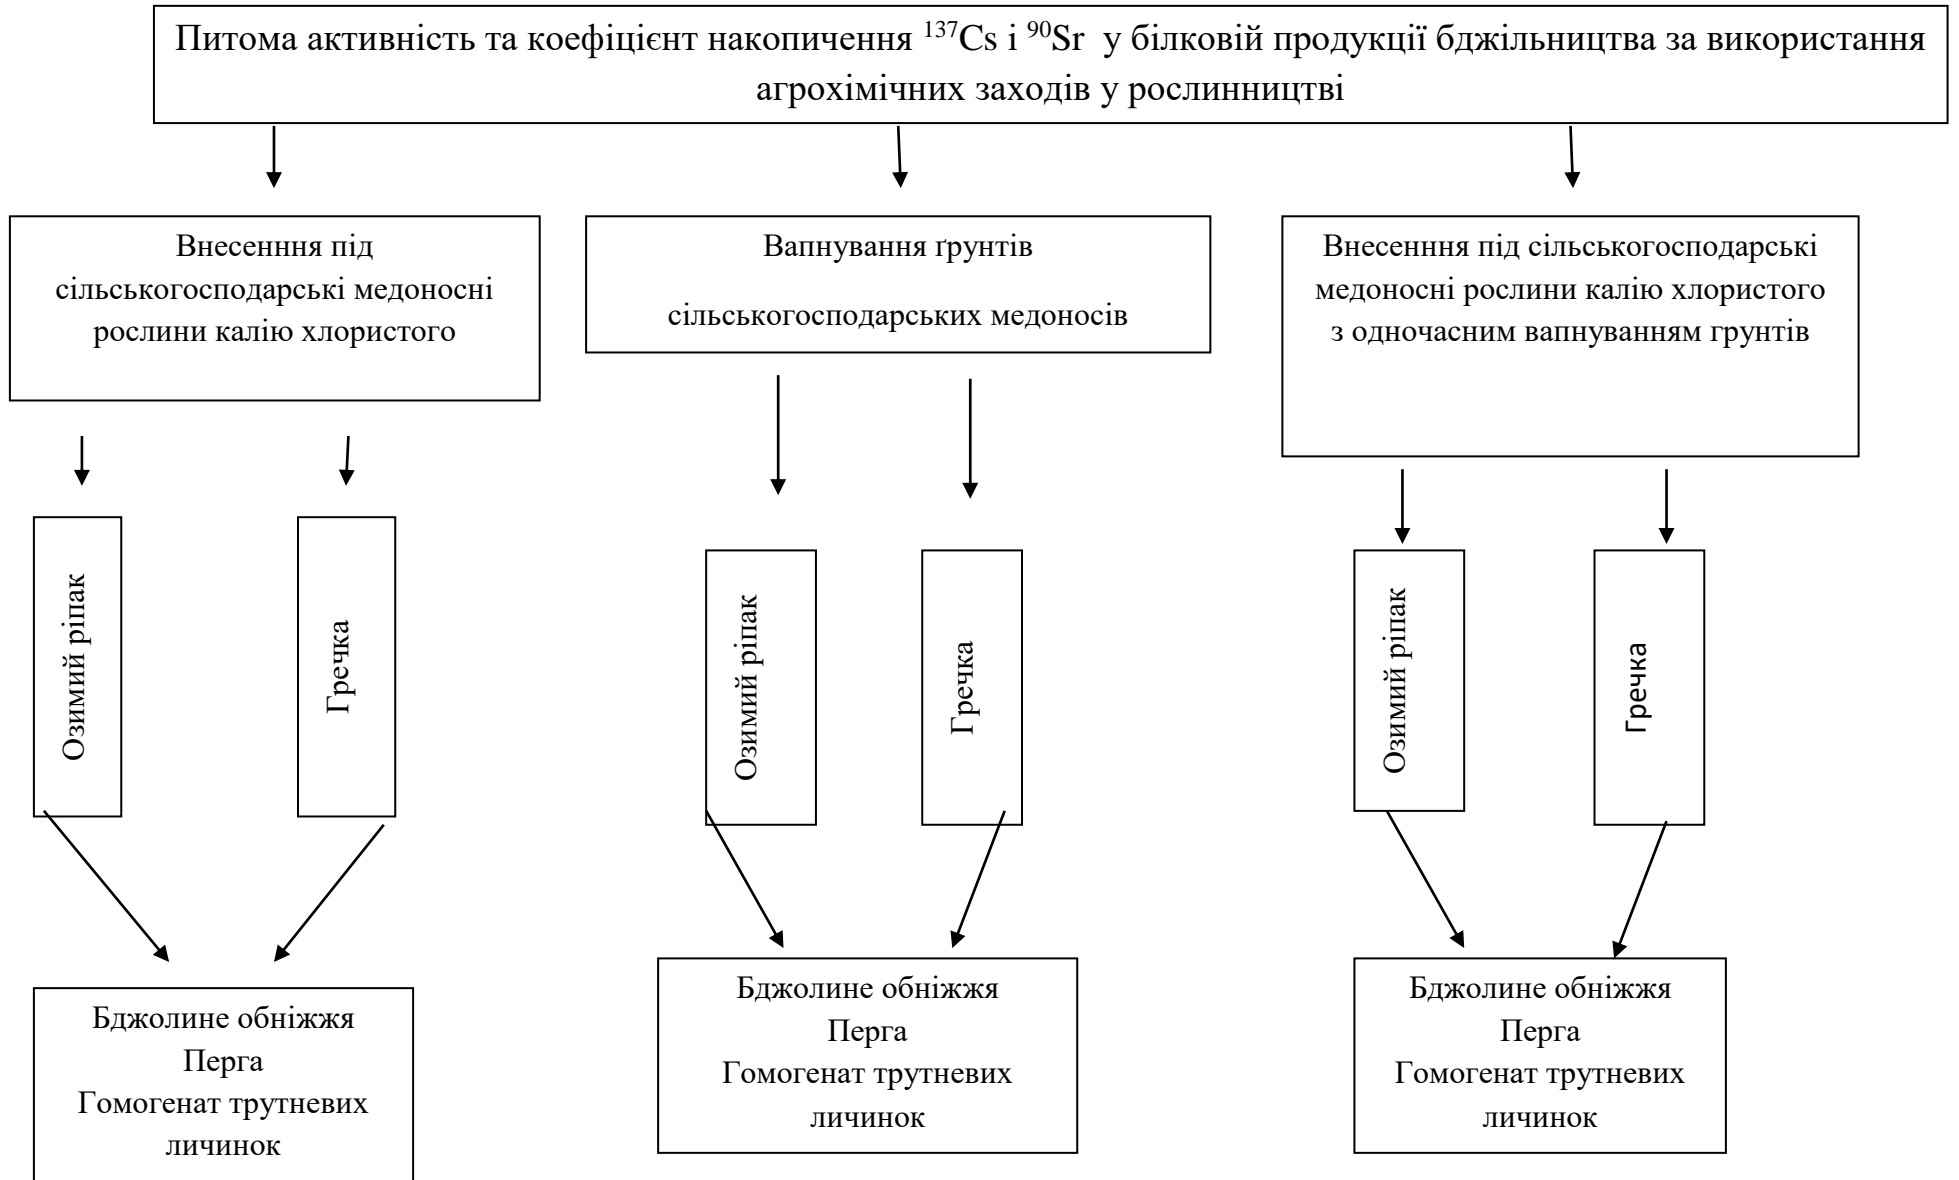 Питома активність та коефіцієнт накопичення ¹³⁷Cs і ⁹⁰Sr у білковій продукції бджільництва за використання
агрохімічних заходів у рослинництві
Внесенння під
сільськогосподарські медоносні
рослини калію хлористого
Вапнування ґрунтів
сільськогосподарських медоносів
Внесенння під сільськогосподарські
медоносні рослини калію хлористого
з одночасним вапнуванням грунтів
Озимий ріпак
Гречка
Озимий ріпак
Гречка
Озимий ріпак
Гречка
Бджолине обніжжя
Перга
Гомогенат трутневих
личинок
Бджолине обніжжя
Перга
Гомогенат трутневих
личинок
Бджолине обніжжя
Перга
Гомогенат трутневих
личинок